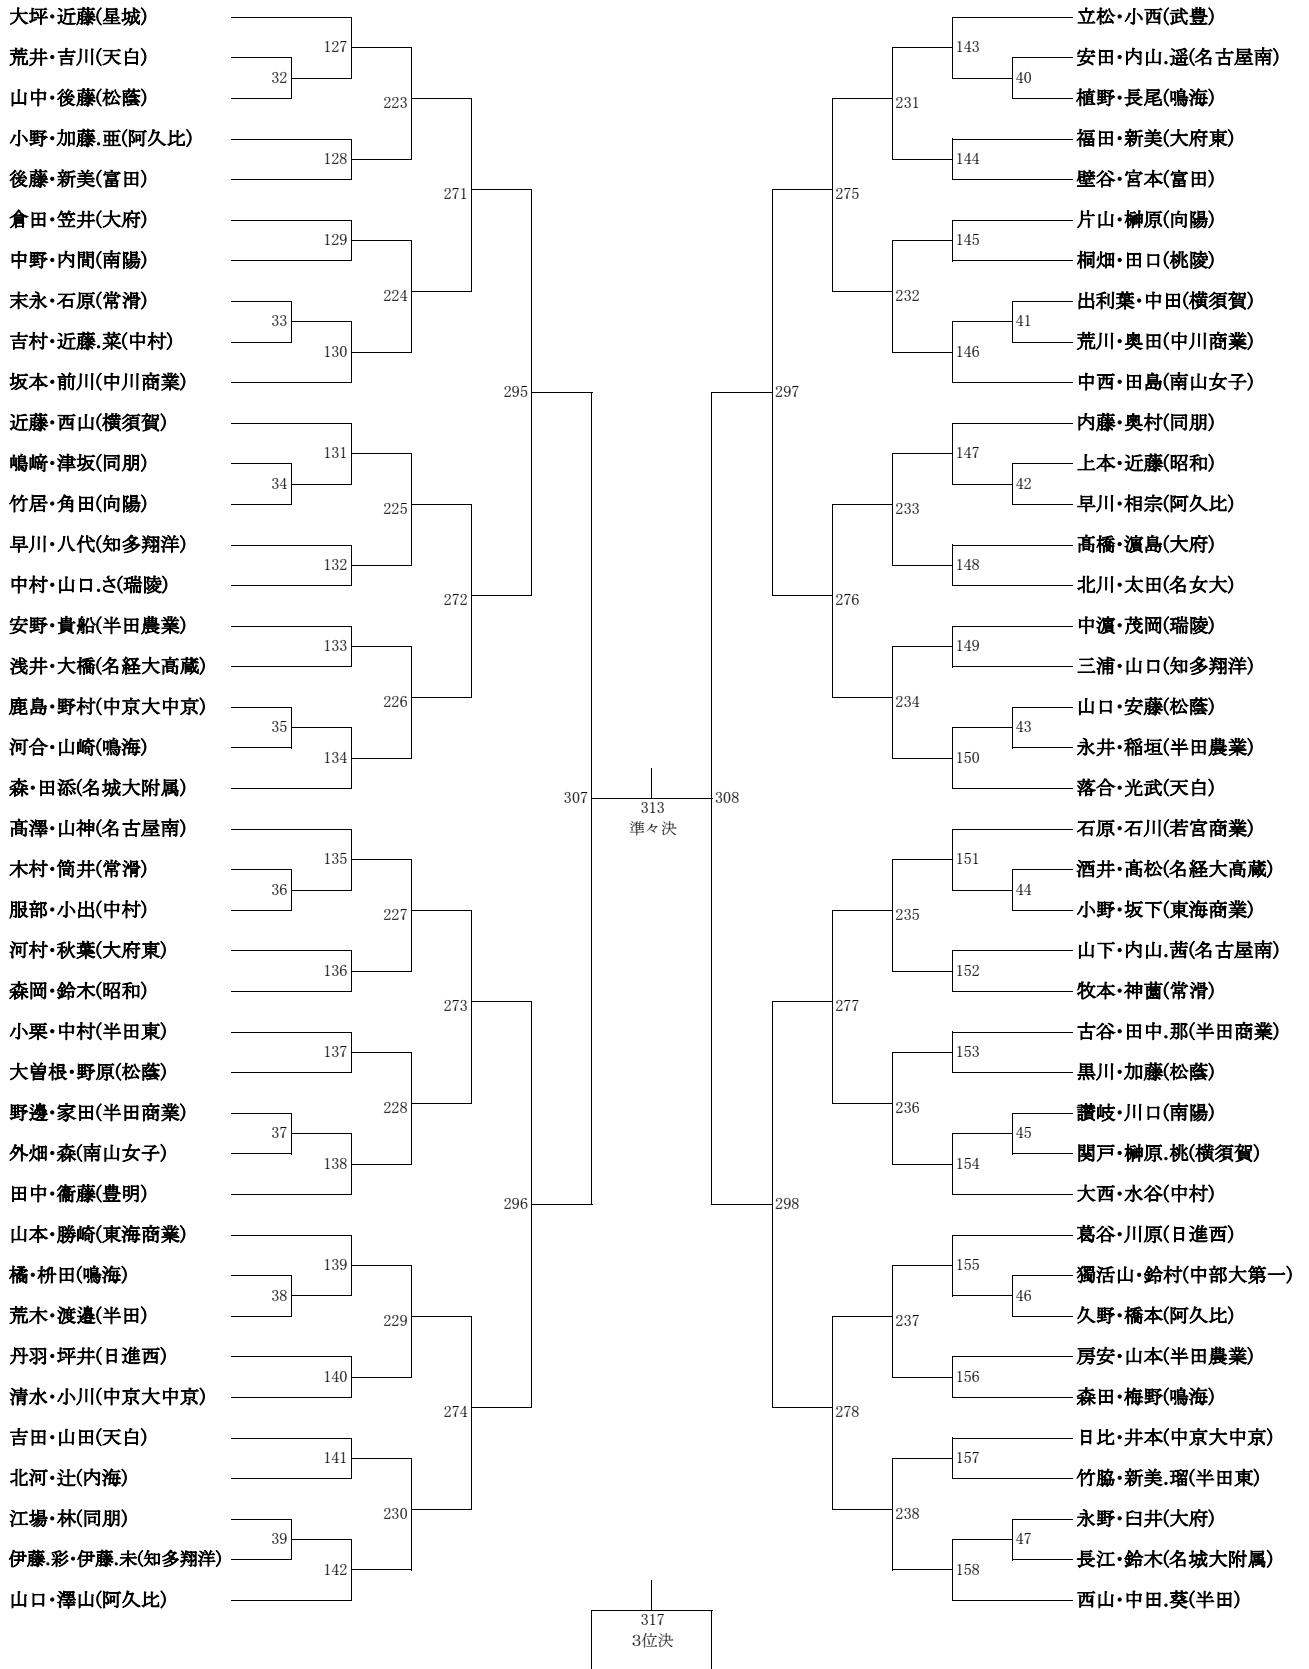 大坪・近藤(星城)
荒井・吉川(天白)
山中・後藤(松蔭)
小野・加藤.亜(阿久比)
後藤・新美(富田)
倉田・笠井(大府)
中野・内間(南陽)
末永・石原(常滑)
吉村・近藤.菜(中村)
坂本・前川(中川商業)
近藤・西山(横須賀)
嶋﨑・津坂(同朋)
竹居・角田(向陽)
早川・八代(知多翔洋)
中村・山口.さ(瑞陵)
安野・貴船(半田農業)
浅井・大橋(名経大高蔵)
鹿島・野村(中京大中京)
河合・山崎(鳴海)
森・田添(名城大附属)
髙澤・山神(名古屋南)
木村・筒井(常滑)
服部・小出(中村)
河村・秋葉(大府東)
森岡・鈴木(昭和)
小栗・中村(半田東)
大曽根・野原(松蔭)
野邊・家田(半田商業)
外畑・森(南山女子)
田中・衞藤(豊明)
山本・勝崎(東海商業)
橘・枡田(鳴海)
荒木・渡邉(半田)
丹羽・坪井(日進西)
清水・小川(中京大中京)
吉田・山田(天白)
北河・辻(内海)
江場・林(同朋)
伊藤.彩・伊藤.未(知多翔洋)
山口・澤山(阿久比)
32
33
34
35
36
37
38
39
127
128
129
130
131
132
133
134
135
136
137
138
139
140
141
142
223
224
225
226
227
228
229
230
271
272
273
274
295
296
307
313
準々決
317
3位決
308
297
298
275
276
277
278
231
232
233
234
235
236
237
238
143
144
145
146
147
148
149
150
151
152
153
154
155
156
157
158
40
41
42
43
44
45
46
47
立松・小西(武豊)
安田・内山.遥(名古屋南)
植野・長尾(鳴海)
福田・新美(大府東)
壁谷・宮本(富田)
片山・榊原(向陽)
桐畑・田口(桃陵)
出利葉・中田(横須賀)
荒川・奥田(中川商業)
中西・田島(南山女子)
内藤・奥村(同朋)
上本・近藤(昭和)
早川・相宗(阿久比)
髙橋・濵島(大府)
北川・太田(名女大)
中濵・茂岡(瑞陵)
三浦・山口(知多翔洋)
山口・安藤(松蔭)
永井・稲垣(半田農業)
落合・光武(天白)
石原・石川(若宮商業)
酒井・髙松(名経大高蔵)
小野・坂下(東海商業)
山下・内山.茜(名古屋南)
牧本・神薗(常滑)
古谷・田中.那(半田商業)
黒川・加藤(松蔭)
讃岐・川口(南陽)
関戸・榊原.桃(横須賀)
大西・水谷(中村)
葛谷・川原(日進西)
獨活山・鈴村(中部大第一)
久野・橋本(阿久比)
房安・山本(半田農業)
森田・梅野(鳴海)
日比・井本(中京大中京)
竹脇・新美.瑠(半田東)
永野・臼井(大府)
長江・鈴木(名城大附属)
西山・中田.葵(半田)